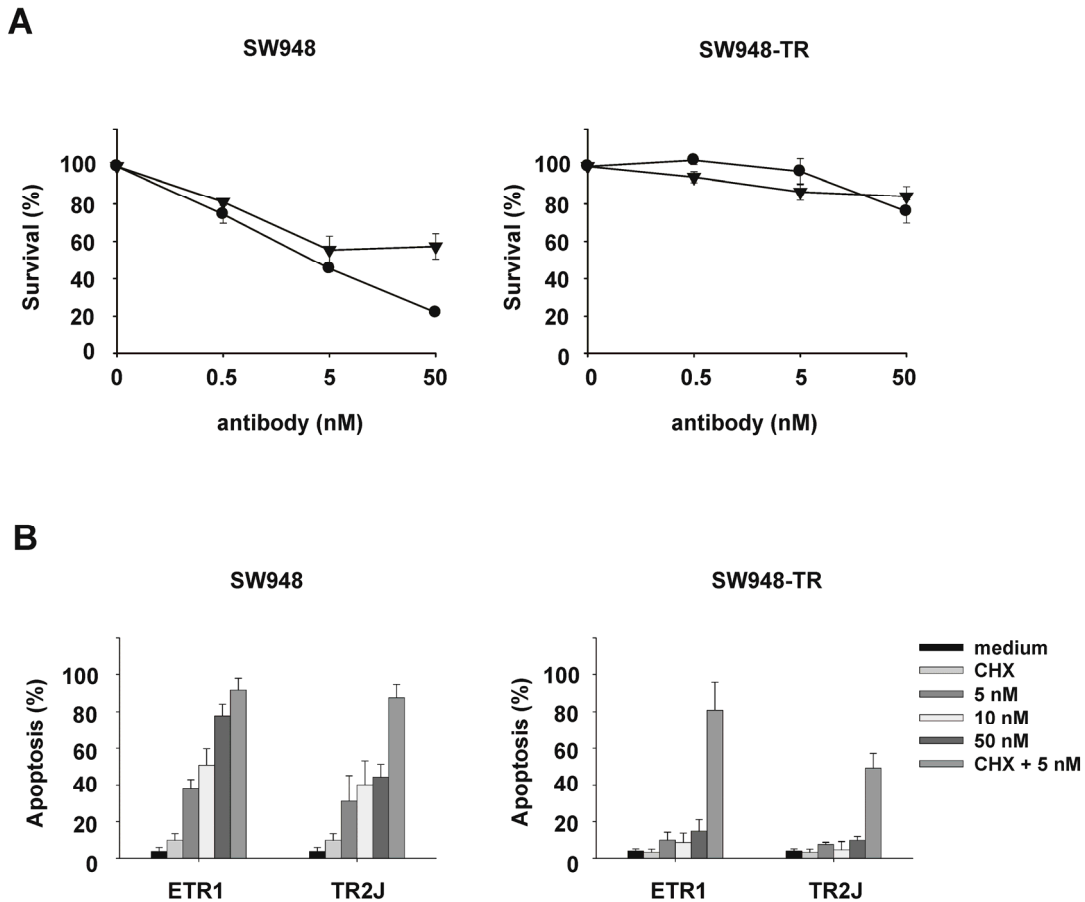 A
SW948
SW948-TR
Survival (%)
100
80
60
40
20
0
0 0.5 5 50
antibody (nM)
Survival (%)
100
80
60
40
20
0
0 0.5 5 50
antibody (nM)
B
SW948
SW948-TR
Apoptosis (%)
100
80
60
40
20
0
ETR1 TR2J
Apoptosis (%)
100
80
60
40
20
0
ETR1 TR2J
medium
CHX
5 nM
10 nM
50 nM
CHX + 5 nM